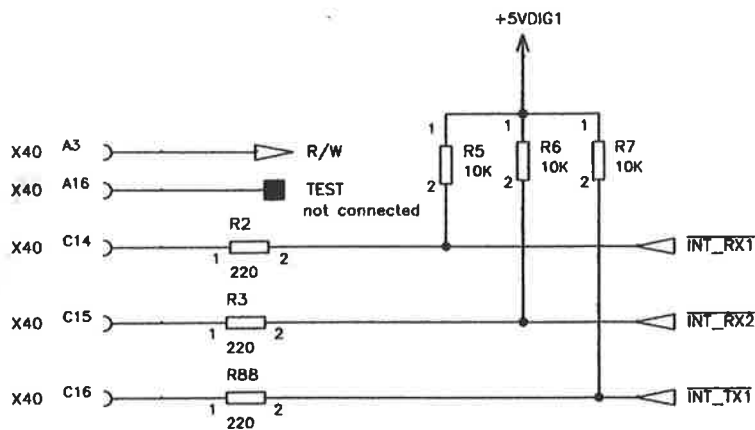 +5VDIG1
1 1 1
X40 A3 R/W
R5 R6 R7
10K 10K 10K
X40 A16 TEST
2 2 2
not connected
R2
X40 C14 INT_RX1
1 2
220
R3
X40 C15 INT_RX2
1 2
220
R88
X40 C16 INT_TX1
1 2
220